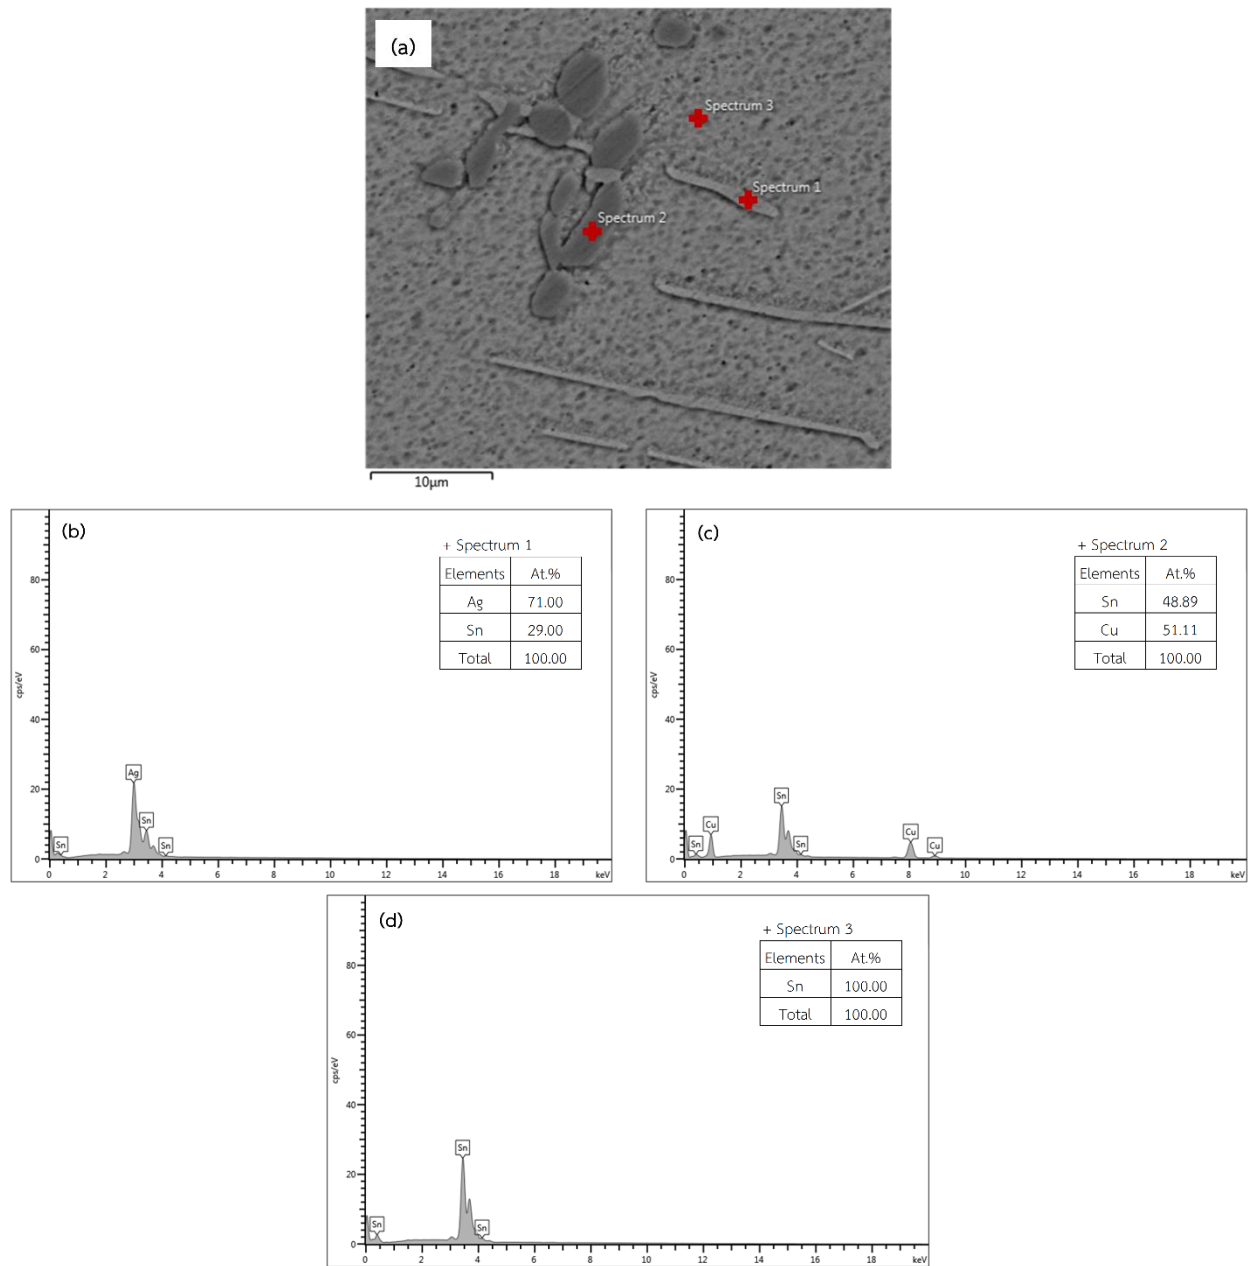 (a)
Spectrum 3
Spectrum 1
Spectrum 2
10μm
(b)
+ Spectrum 1
Elements At.%
Ag 71.00
Sn 29.00
Total 100.00
80
60
40
20
0
cps/eV
Ag
Sn
Sn
Sn
0 2 4 6 8 10 12 14 16 18 keV
(c)
+ Spectrum 2
Elements At.%
Sn 48.89
Cu 51.11
Total 100.00
80
60
40
20
0
cps/eV
Sn
Cu
Cu
Sn
Sn
Cu
0 2 4 6 8 10 12 14 16 18 keV
(d)
+ Spectrum 3
Elements At.%
Sn 100.00
Total 100.00
80
60
40
20
0
cps/eV
Sn
Sn
Sn
0 2 4 6 8 10 12 14 16 18 keV